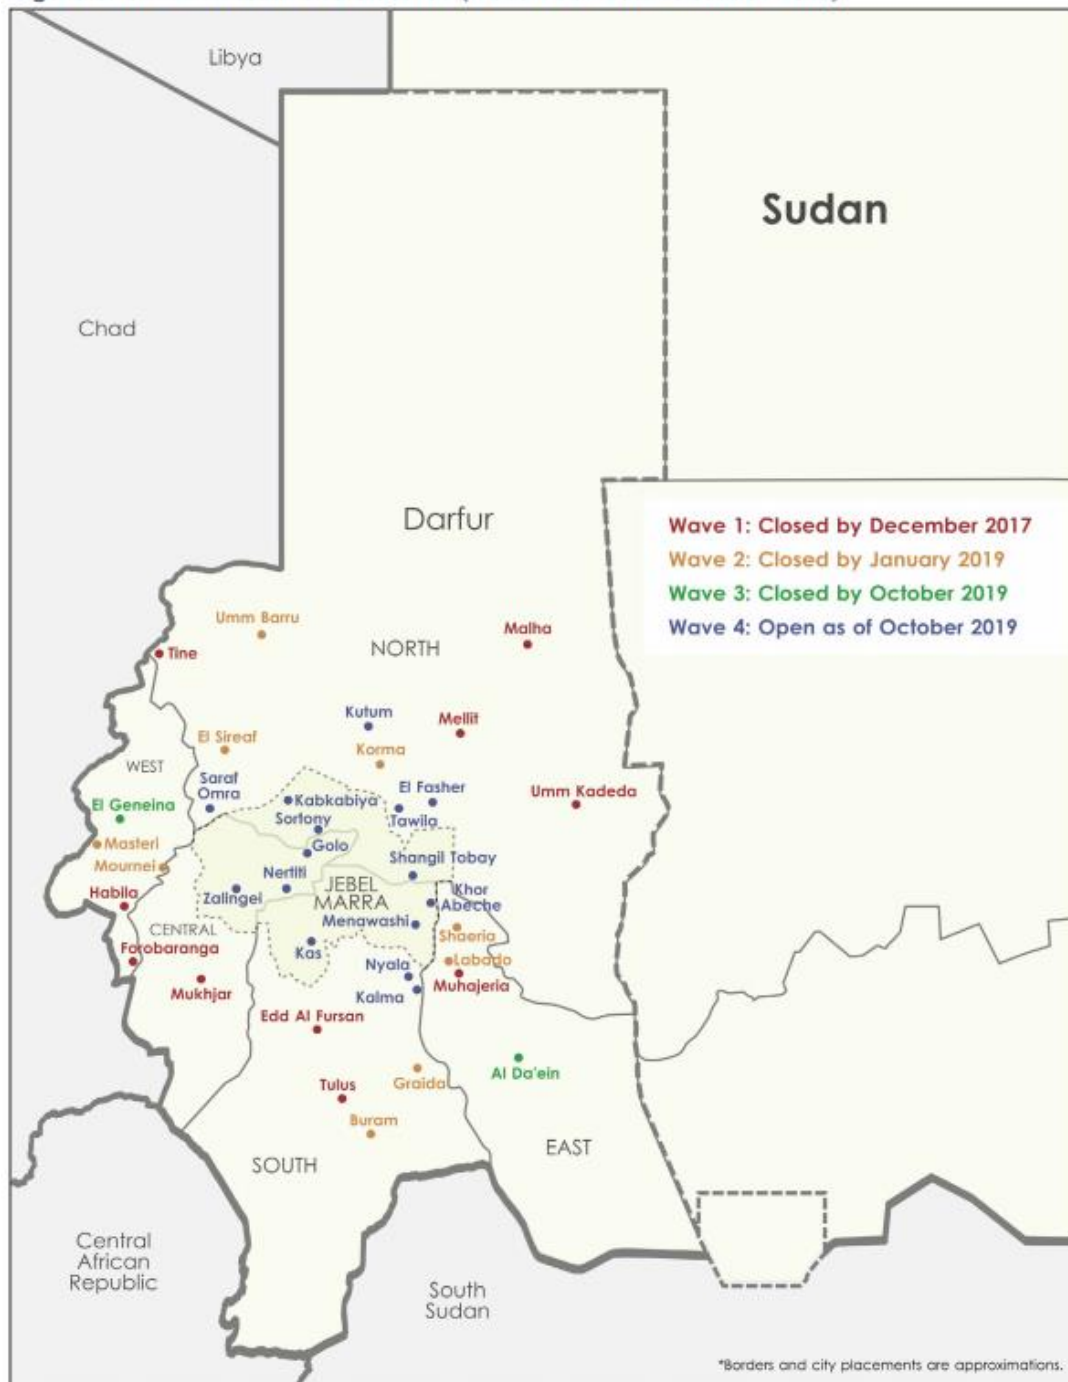 Libya
Sudan
Chad
Darfur
Wave 1: Closed by December 2017
Wave 2: Closed by January 2019
Wave 3: Closed by October 2019
Wave 4: Open as of October 2019
Umm Barru
Malha
NORTH
Tine
Kutum
Mellit
El Sireaf
Korma
WEST
Saraf
Omra
El Fasher
Umm Kadeda
Kabkabiya
El Geneina
Sortony
Tawila
Masteri
Golo
Shangil Tobay
Mournei
Nertiti
JEBEL
MARRA
Habila
Zalingei
Khor
Abeche
Menawashi
CENTRAL
Shaeria
Forobaranga
Kas
Labado
Nyala
Muhajeria
Mukhjar
Kalma
Edd Al Fursan
Al Da'ein
Tulus
Graida
Buram
EAST
SOUTH
Central
African
Republic
South
Sudan
*Borders and city placements are approximations.